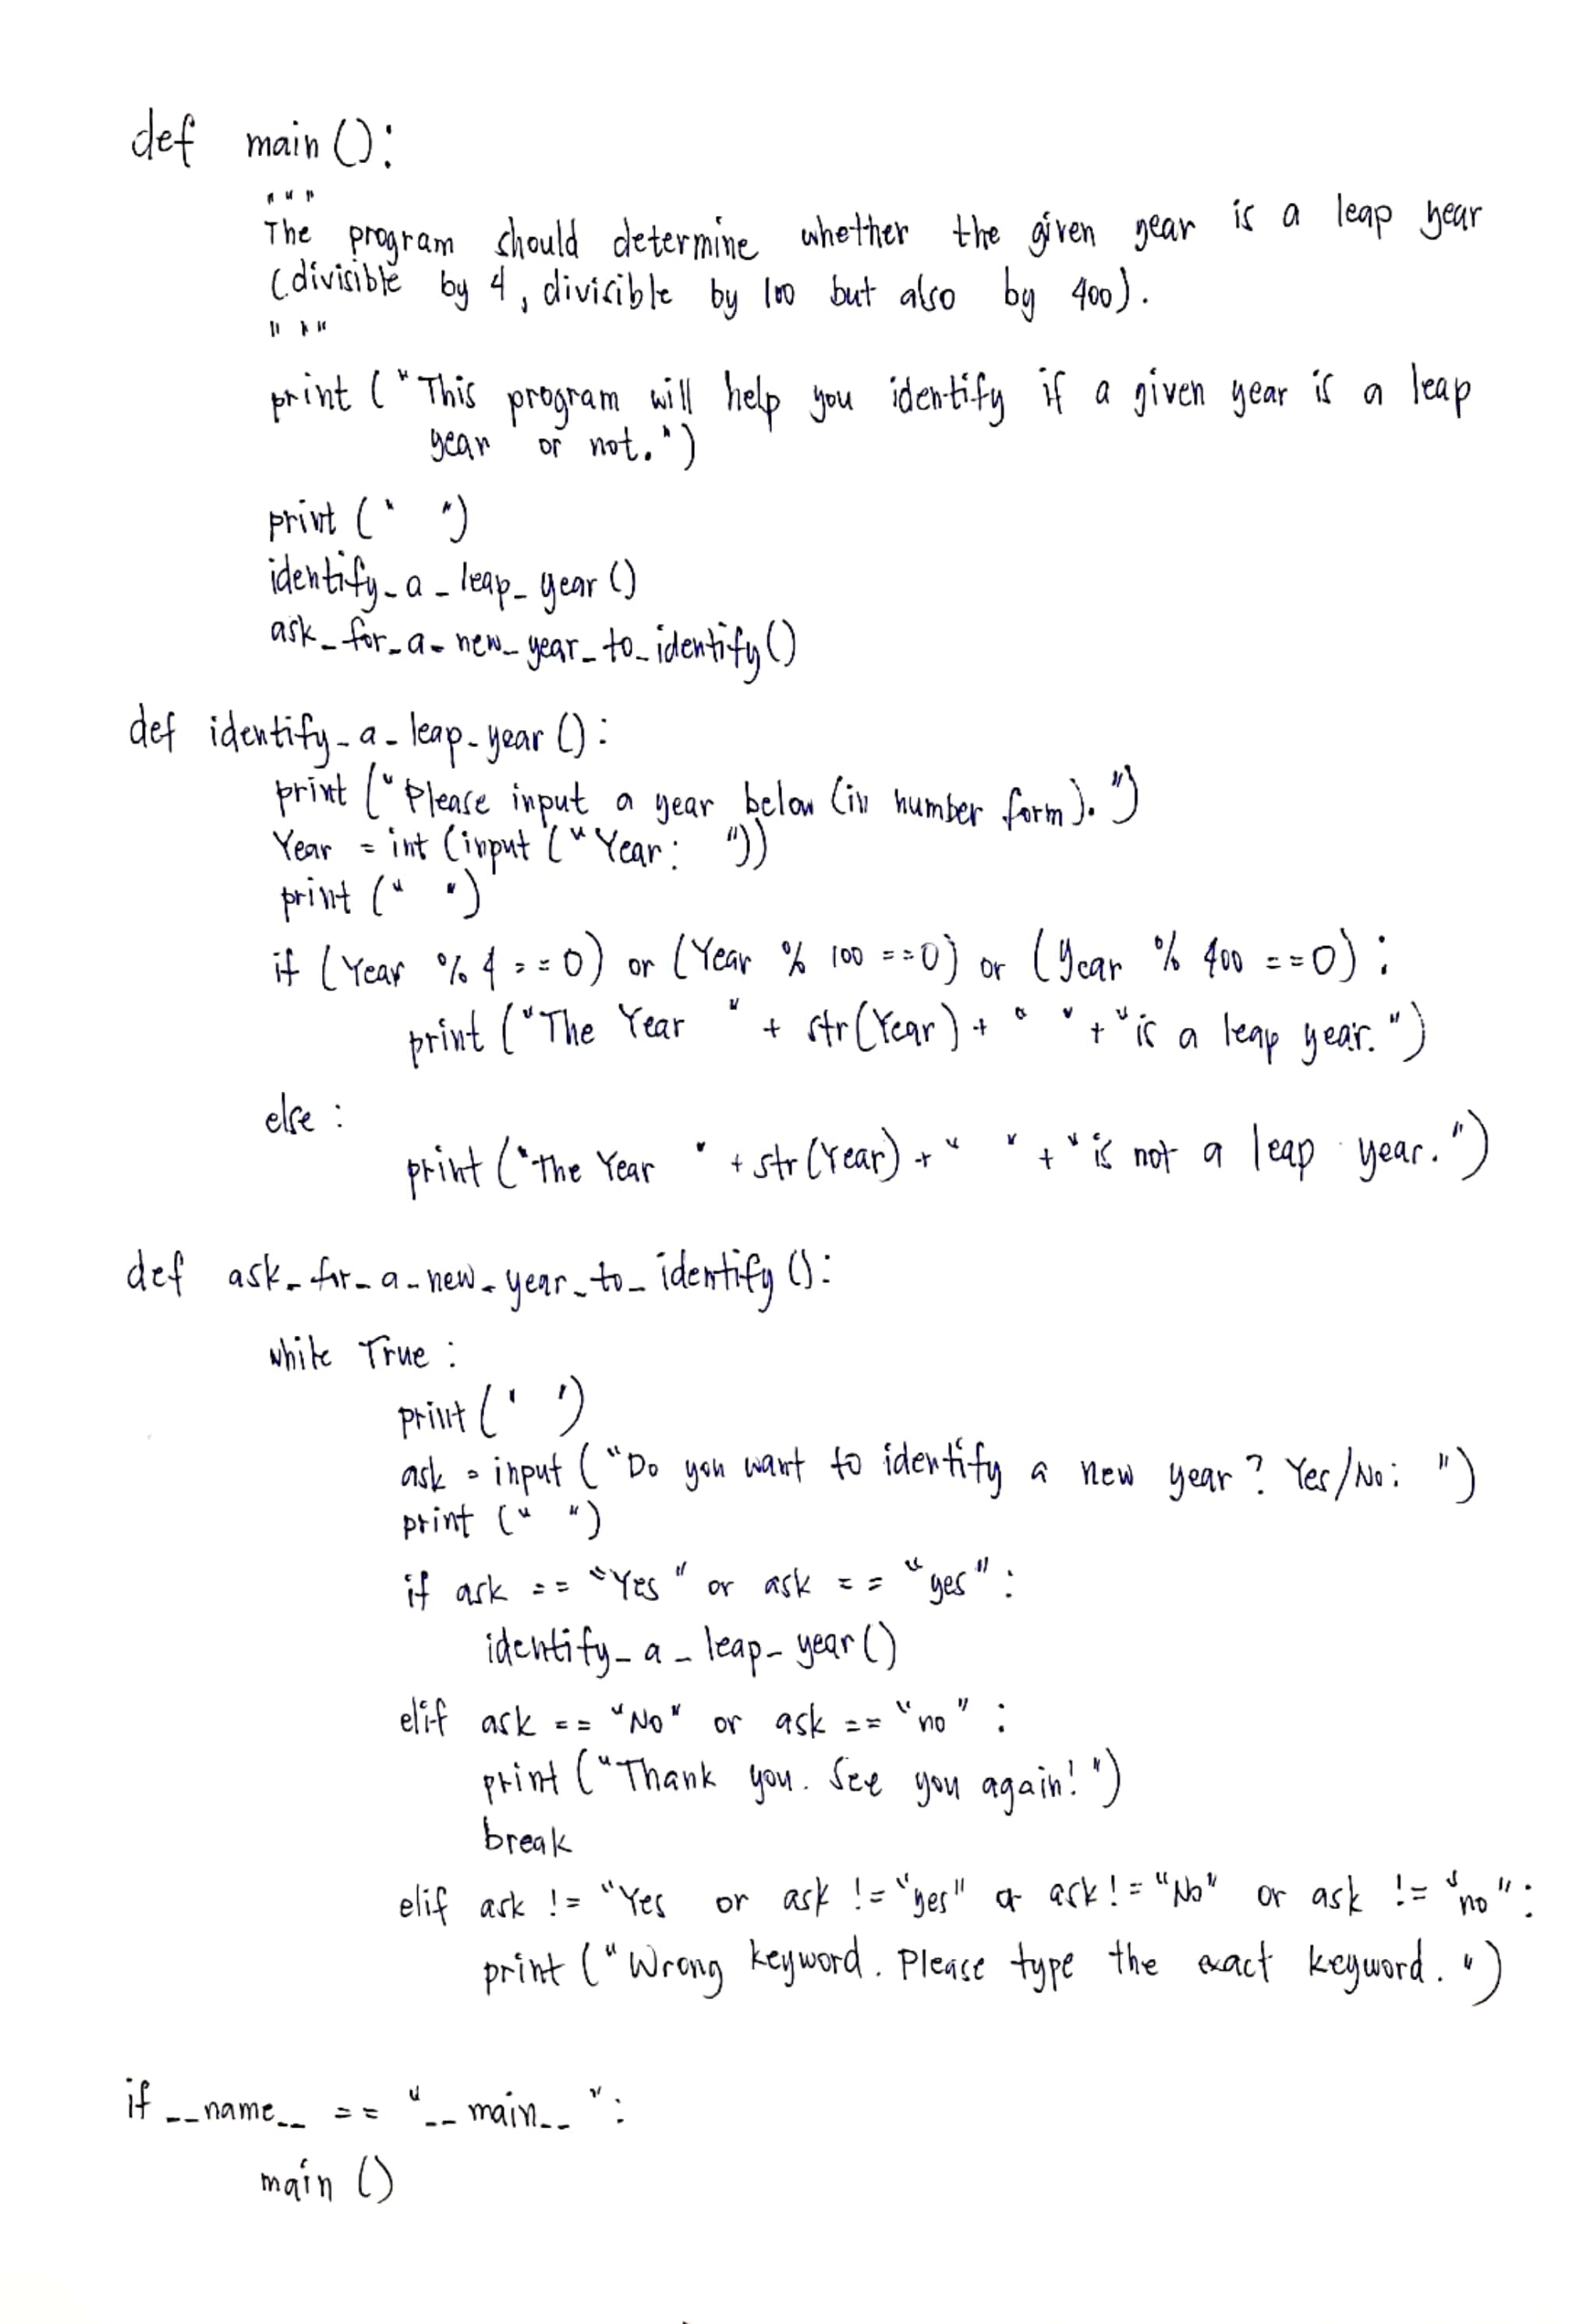 def main():
"""
The program should determine whether the given year is a leap year
(divisible by 4, divisible by 100 but also by 400).
"""
print ("This program will help you identify if a given year is a leap
year or not.")
print (" ")
identify_a_leap_year()
ask_for_a_new_year_to_identify()
def identify_a_leap_year():
print ("Please input a year below (in number form).")
Year = int (input ("Year: "))
print (" ")
if (Year % 4 == 0) or (Year % 100 == 0) or (Year % 400 == 0):
print ("The Year " + str(Year) + " " + "is a leap year.")
else:
print ("The Year " + str(Year) + " " + "is not a leap year.")
def ask_for_a_new_year_to_identify():
while True:
print (' ')
ask = input ("Do you want to identify a new year? Yes/No: ")
print (" ")
if ask == "Yes" or ask == "yes":
identify_a_leap_year()
elif ask == "No" or ask == "no":
print ("Thank you. See you again!")
break
elif ask != "Yes or ask != "yes" or ask != "No" or ask != "no":
print ("Wrong keyword. Please type the exact keyword.")
if __name__ == "__main__":
main ()